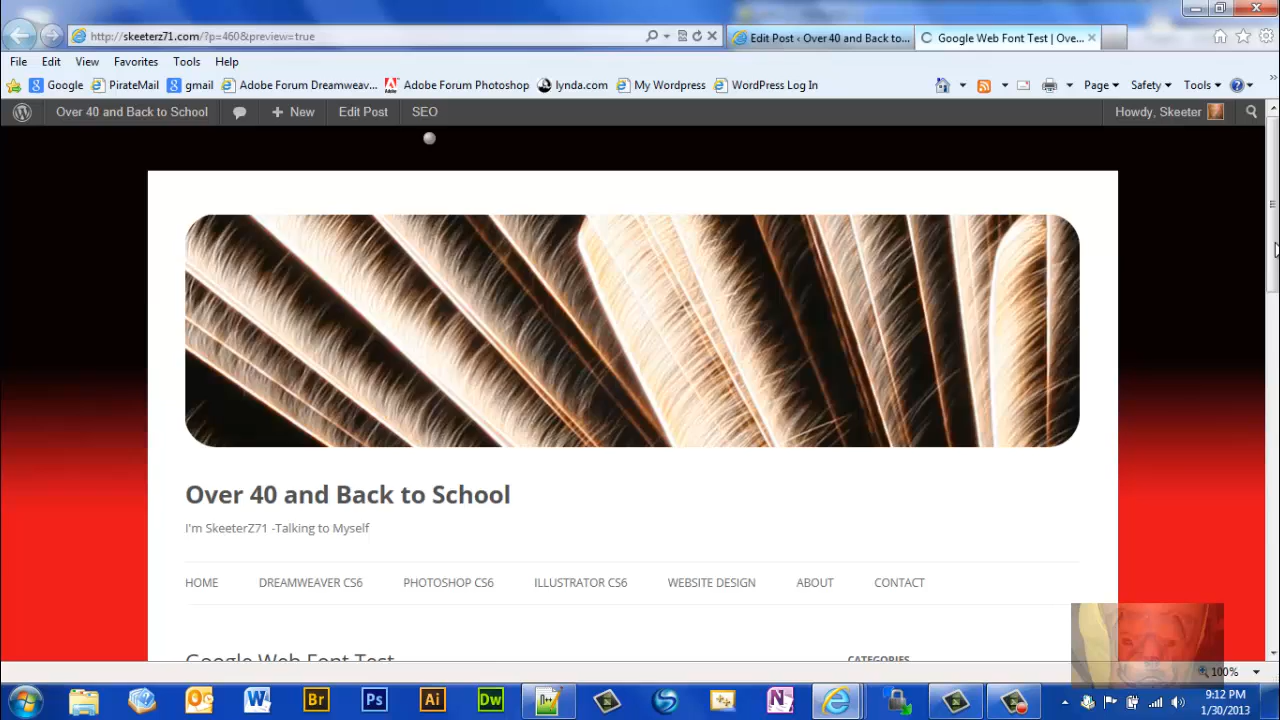 http://skeeterz71.com/?p=460&preview=true
Edit Post ‹ Over 40 and Back to...
Google Web Font Test | Ove...
File Edit View Favorites Tools Help
Google PirateMail gmail Adobe Forum Dreamweav... Adobe Forum Photoshop lynda.com My Wordpress WordPress Log In Page Safety Tools
Over 40 and Back to School New Edit Post SEO Howdy, Skeeter
Over 40 and Back to School
I'm SkeeterZ71 -Talking to Myself
HOME DREAMWEAVER CS6 PHOTOSHOP CS6 ILLUSTRATOR CS6 WEBSITE DESIGN ABOUT CONTACT
Google Web Font Test
CATEGORIES
100%
Br Ps Ai Dw
9:12 PM
1/30/2013